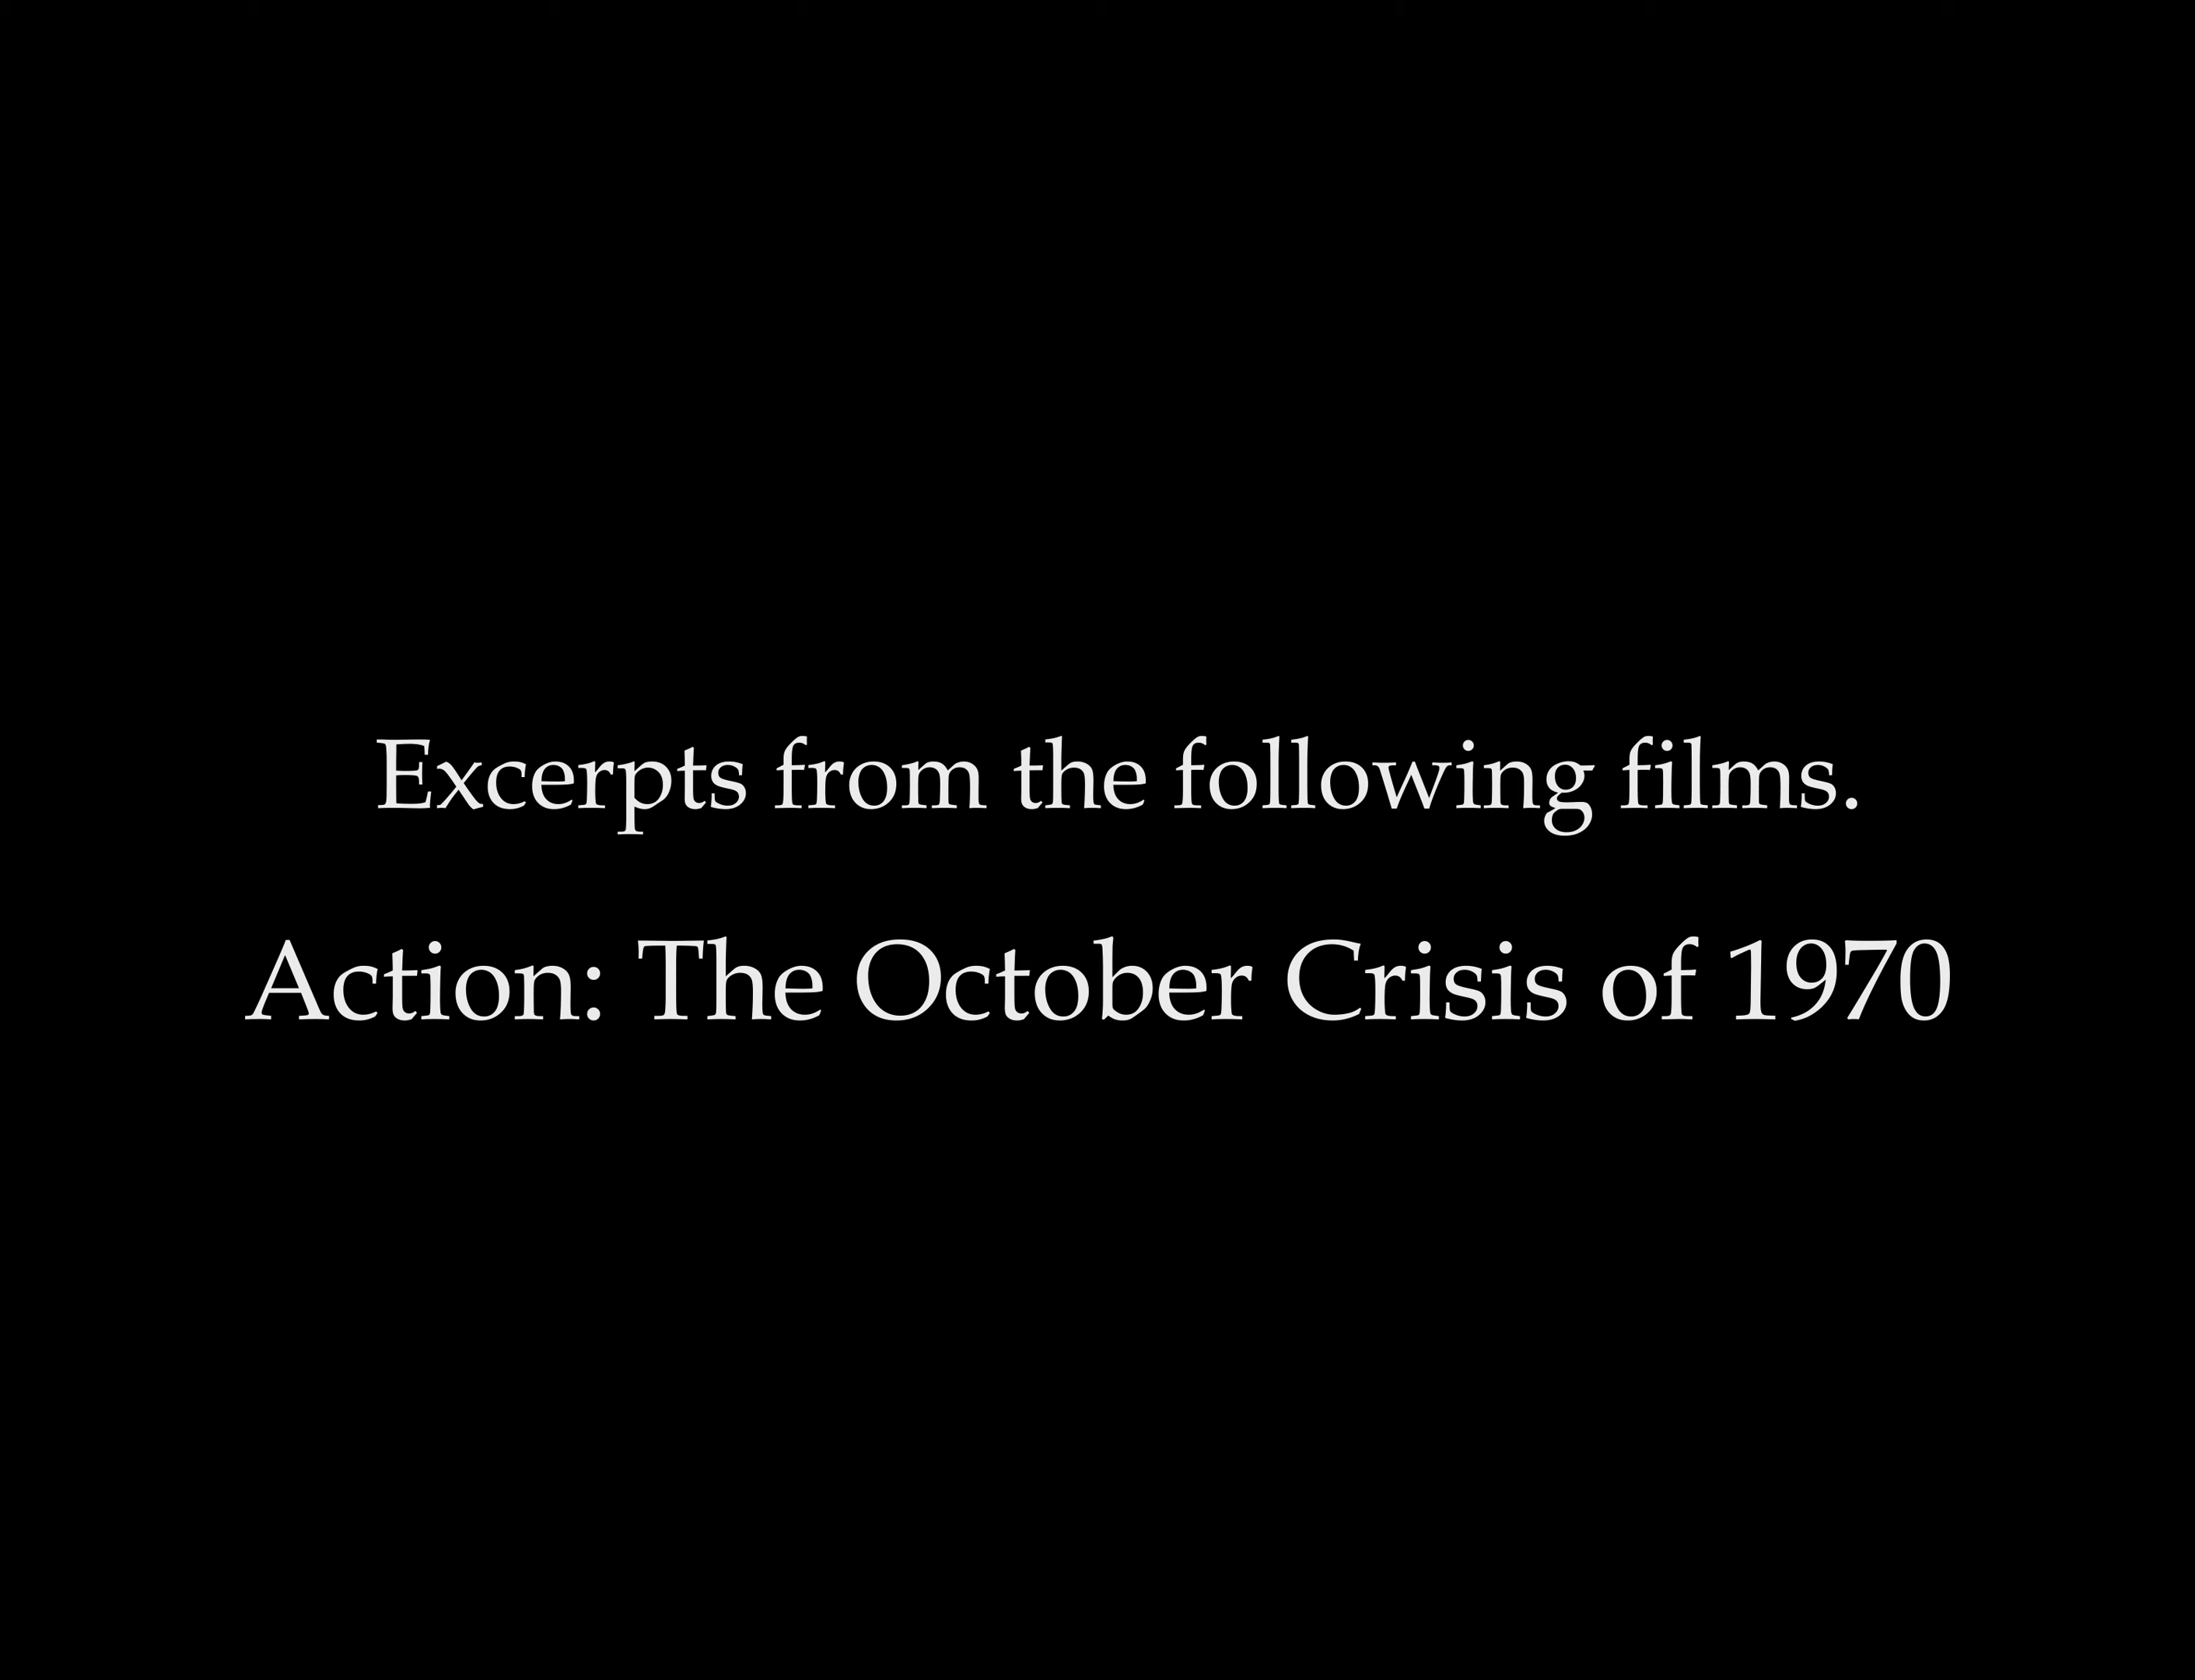 Excerpts from the following films.
Action: The October Crisis of 1970